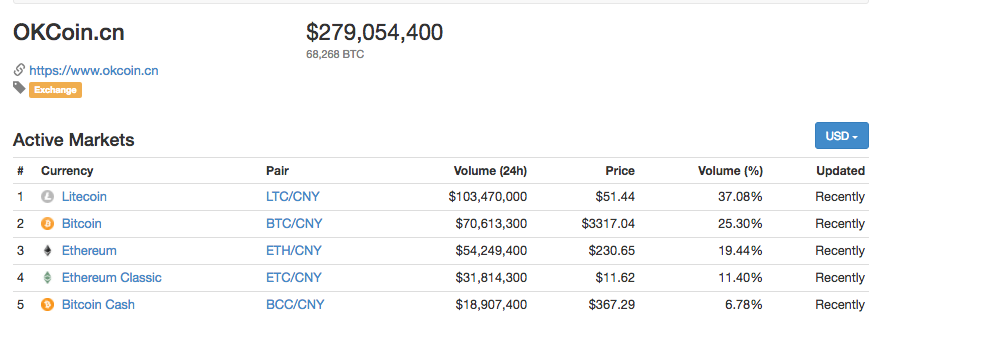 OKCoin.cn $279,054,400
68,268 BTC
https://www.okcoin.cn
Exchange
Active Markets USD
# Currency Pair Volume (24h) Price Volume (%) Updated
1 Litecoin LTC/CNY $103,470,000 $51.44 37.08% Recently
2 Bitcoin BTC/CNY $70,613,300 $3317.04 25.30% Recently
3 Ethereum ETH/CNY $54,249,400 $230.65 19.44% Recently
4 Ethereum Classic ETC/CNY $31,814,300 $11.62 11.40% Recently
5 Bitcoin Cash BCC/CNY $18,907,400 $367.29 6.78% Recently